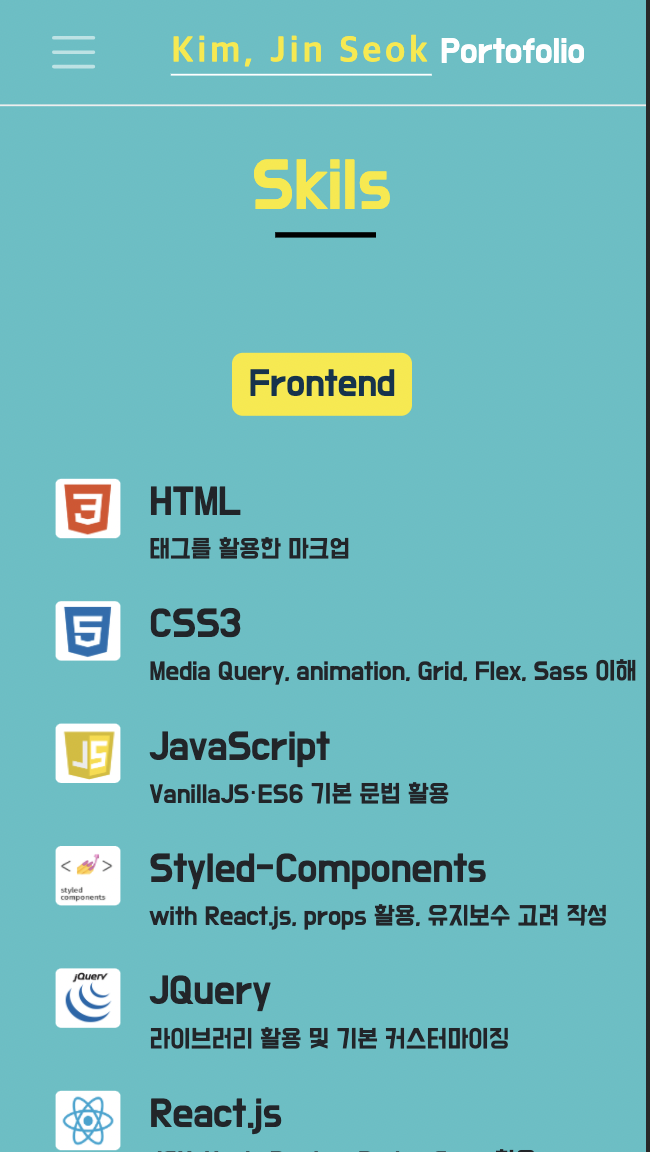 Kim, Jin Seok Portofolio
Skils
Frontend
3
HTML
태그를 활용한 마크업
5
CSS3
Media Query, animation, Grid, Flex, Sass 이해
JS
JavaScript
VanillaJS·ES6 기본 문법 활용
< >
styled
components
Styled-Components
with React.js, props 활용, 유지보수 고려 작성
jQuery
JQuery
라이브러리 활용 및 기본 커스터마이징
React.js